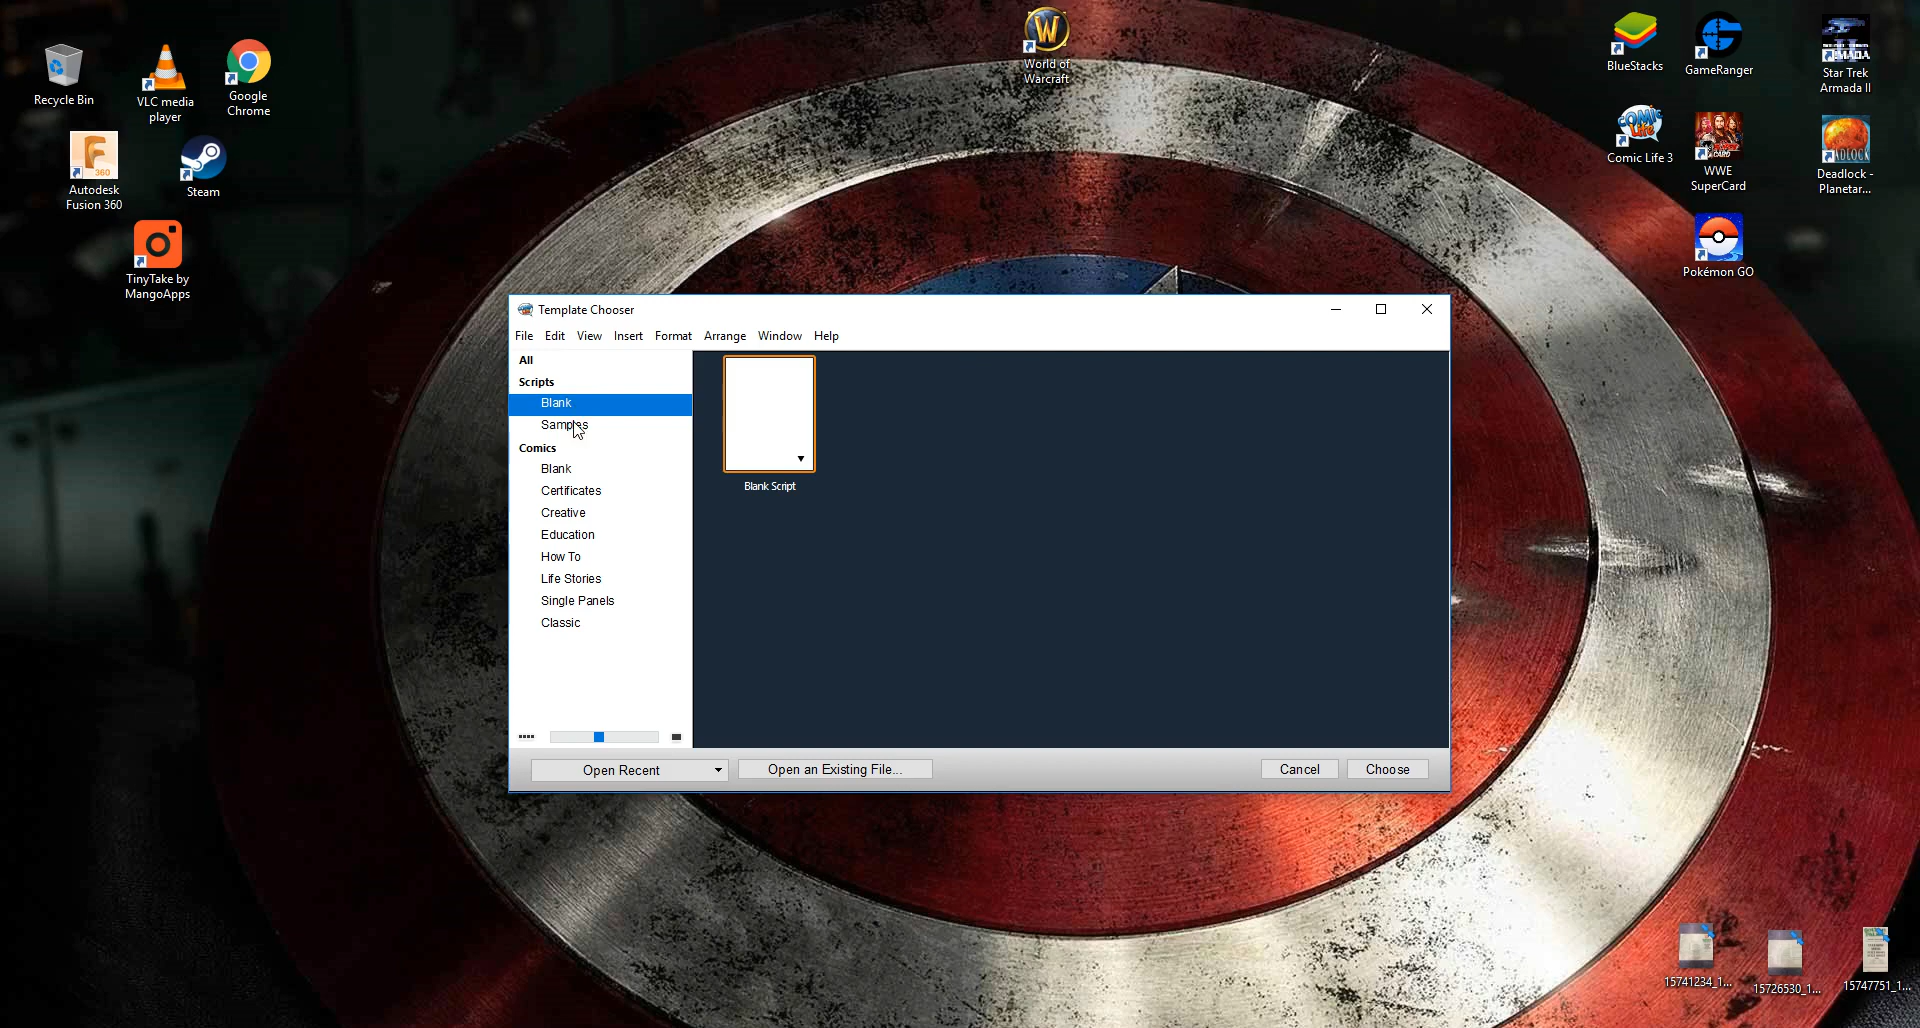 Recycle Bin
VLC media
player
Google
Chrome
Autodesk
Fusion 360
Steam
TinyTake by
MangoApps
World of
Warcraft
BlueStacks
GameRanger
Star Trek
Armada II
Comic Life 3
WWE
SuperCard
Deadlock -
Planetar...
Pokémon GO
Template Chooser
File Edit View Insert Format Arrange Window Help
All
Scripts
Blank
Samples
Comics
Blank
Certificates
Creative
Education
How To
Life Stories
Single Panels
Classic
Blank Script
Open Recent
Open an Existing File...
Cancel
Choose
15741234_1...
15726530_1...
15747751_1...